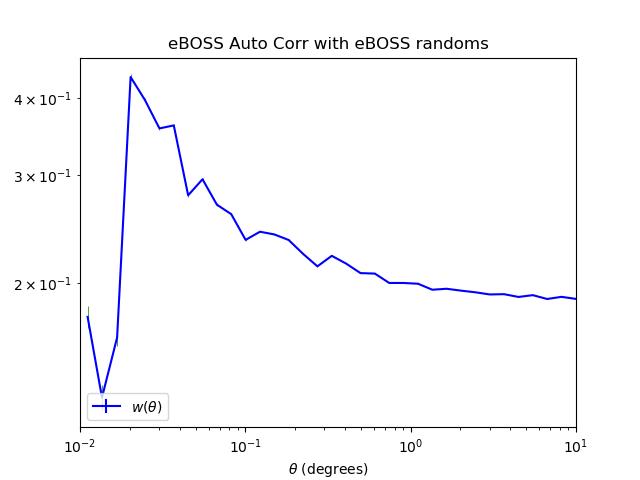 eBOSS Auto Corr with eBOSS randoms
4 × 10⁻¹
3 × 10⁻¹
2 × 10⁻¹
w(θ)
10⁻² 10⁻¹ 10⁰ 10¹
θ (degrees)